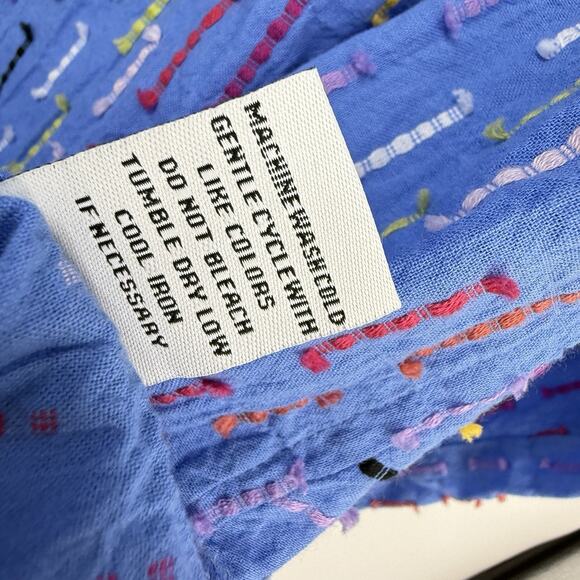 MACHINE WASH COLD
GENTLE CYCLE WITH
LIKE COLORS
DO NOT BLEACH
TUMBLE DRY LOW
COOL IRON
IF NECESSARY